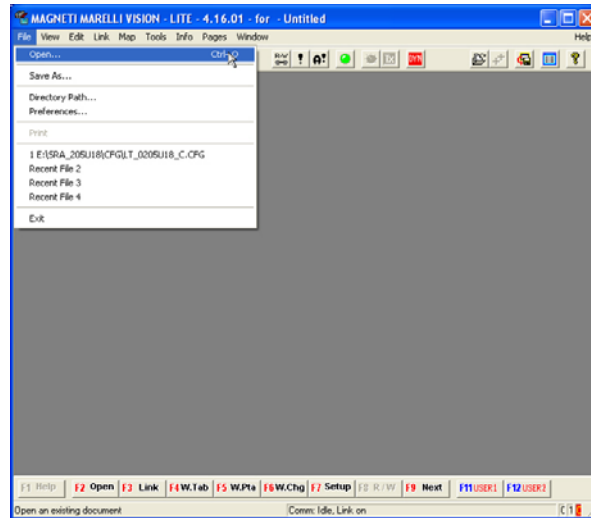 MAGNETI MARELLI VISION - LITE - 4.16.01 - for - Untitled
File View Edit Link Map Tools Info Pages Window
Help
Open... Ctrl+O
Save As...
Directory Path...
Preferences...
Print
1 E:\SRA_205U18\CFG\LT_0205U18_C.CFG
Recent File 2
Recent File 3
Recent File 4
Exit
R/W ! A! DYN ?
F1 Help F2 Open F3 Link F4 W.Tab F5 W.Pta F6 W.Chg F7 Setup F8 R/W F9 Next F11 USER1 F12 USER2
Open an existing document Comm: Idle, Link on